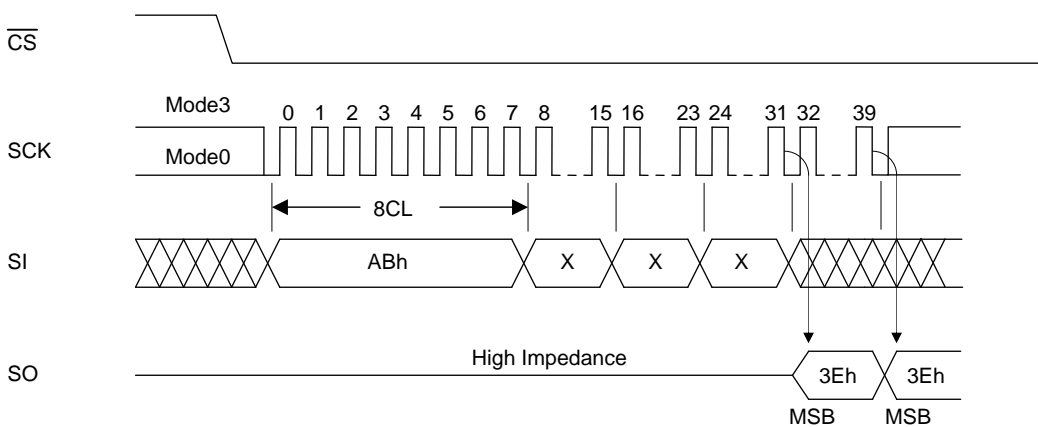 CS
Mode3
0 1 2 3 4 5 6 7 8 15 16 23 24 31 32 39
SCK
Mode0
8CL
SI
ABh X X X
High Impedance
SO
3Eh 3Eh
MSB MSB